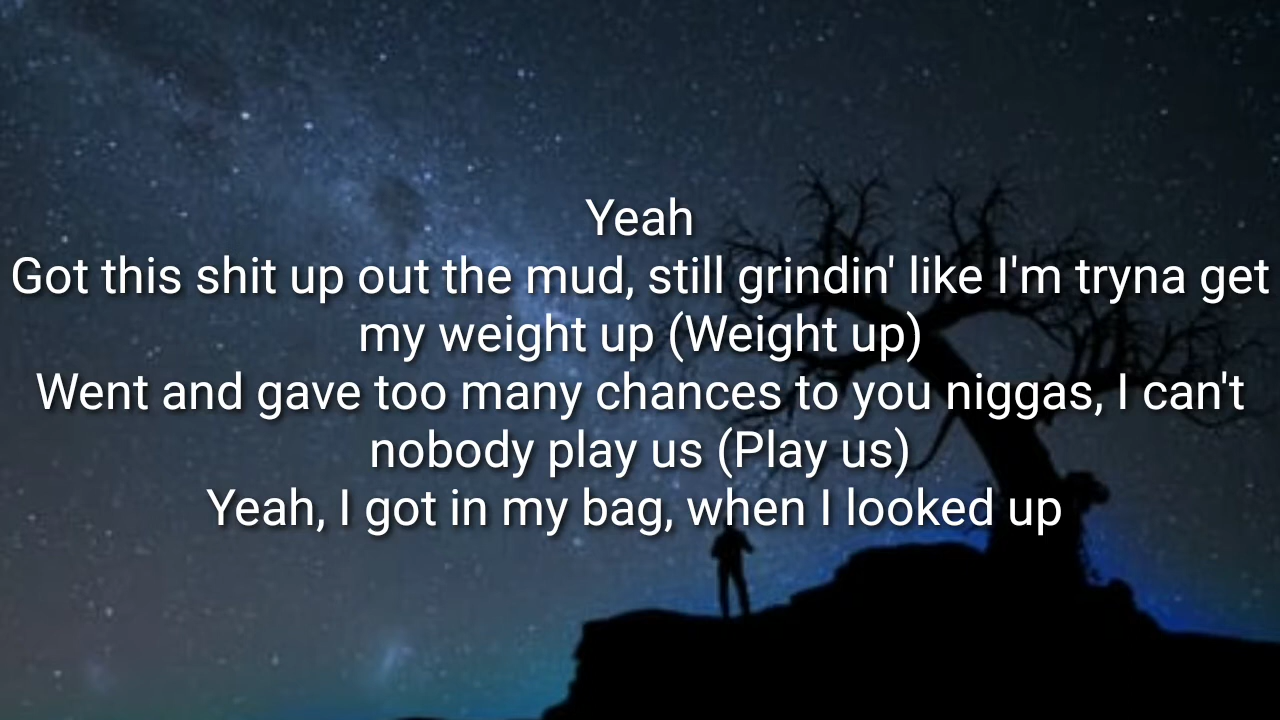 Yeah
Got this shit up out the mud, still grindin' like I'm tryna get
my weight up (Weight up)
Went and gave too many chances to you niggas, I can't
nobody play us (Play us)
Yeah, I got in my bag, when I looked up